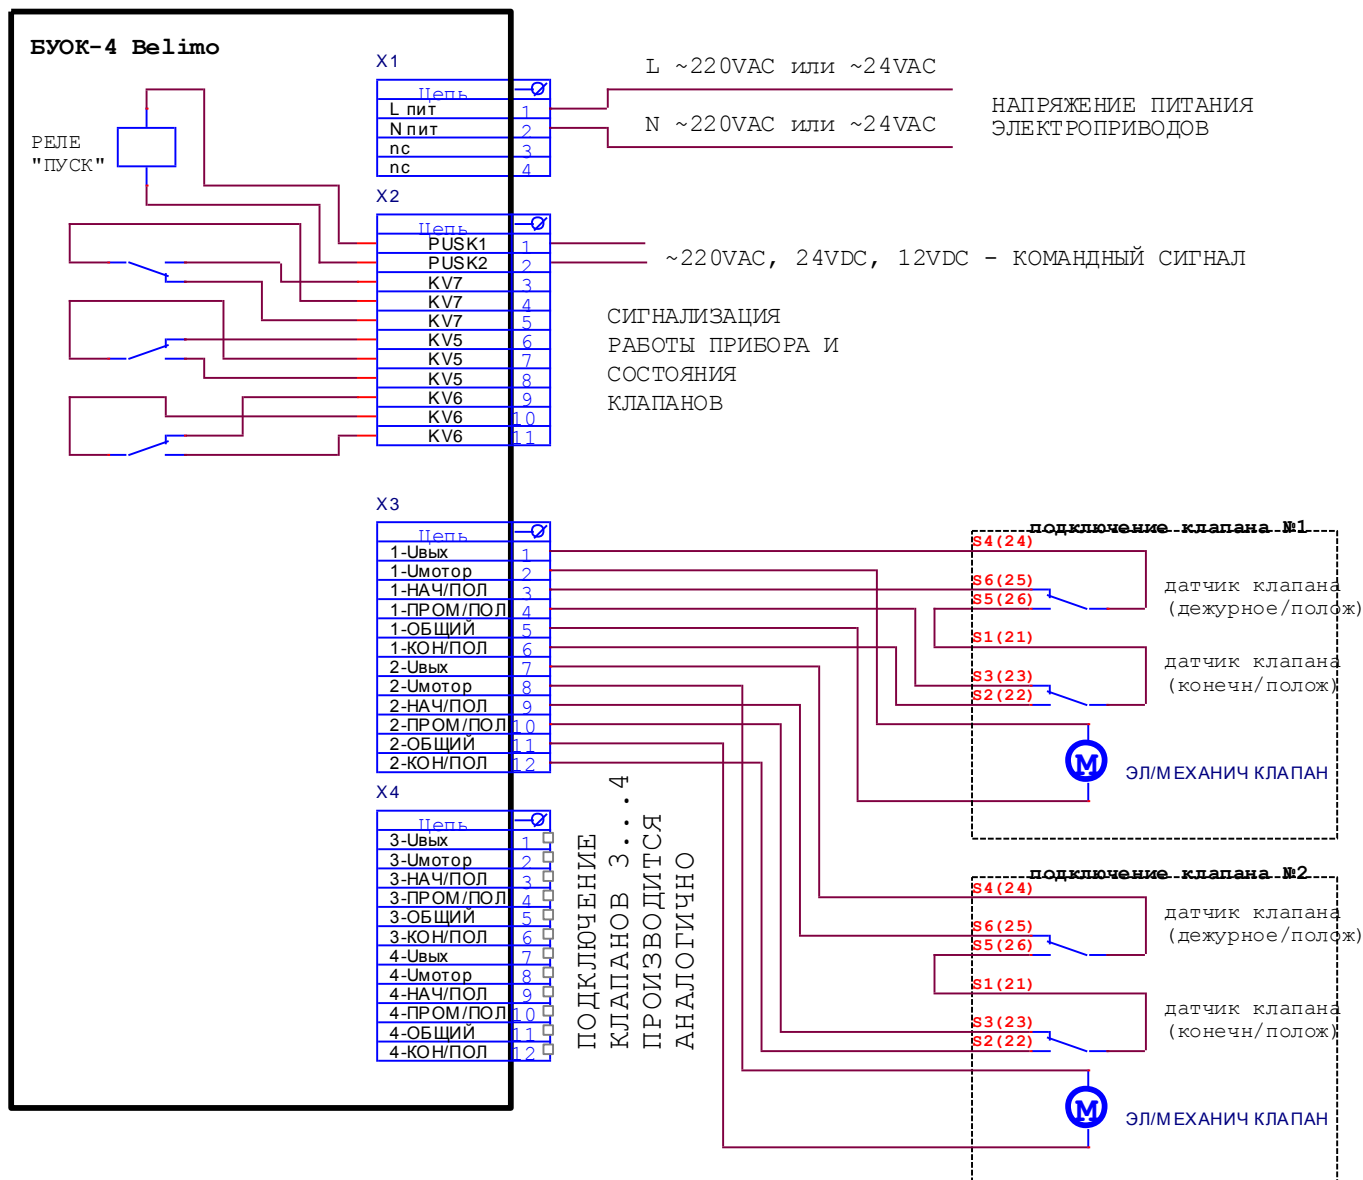 БУОК-4 Belimo
РЕЛЕ
"ПУСК"
X1
Цепь
L пит 1
N пит 2
nc 3
nc 4
L ~220VAC или ~24VAC
N ~220VAC или ~24VAC
НАПРЯЖЕНИЕ ПИТАНИЯ
ЭЛЕКТРОПРИВОДОВ
X2
Цепь
PUSK1 1
PUSK2 2
KV7 3
KV7 4
KV7 5
KV5 6
KV5 7
KV5 8
KV6 9
KV6 10
KV6 11
~220VAC, 24VDC, 12VDC - КОМАНДНЫЙ СИГНАЛ
СИГНАЛИЗАЦИЯ
РАБОТЫ ПРИБОРА И
СОСТОЯНИЯ
КЛАПАНОВ
X3
Цепь
1-Uвых 1
1-Uмотор 2
1-НАЧ/ПОЛ 3
1-ПРОМ/ПОЛ 4
1-ОБЩИЙ 5
1-КОН/ПОЛ 6
2-Uвых 7
2-Uмотор 8
2-НАЧ/ПОЛ 9
2-ПРОМ/ПОЛ 10
2-ОБЩИЙ 11
2-КОН/ПОЛ 12
X4
Цепь
3-Uвых 1
3-Uмотор 2
3-НАЧ/ПОЛ 3
3-ПРОМ/ПОЛ 4
3-ОБЩИЙ 5
3-КОН/ПОЛ 6
4-Uвых 7
4-Uмотор 8
4-НАЧ/ПОЛ 9
4-ПРОМ/ПОЛ 10
4-ОБЩИЙ 11
4-КОН/ПОЛ 12
ПОДКЛЮЧЕНИЕ
КЛАПАНОВ 3...4
ПРОИЗВОДИТСЯ
АНАЛОГИЧНО
подключение клапана №1
S4(24)
S6(25)
S5(26)
датчик клапана
(дежурное/полож)
S1(21)
S3(23)
S2(22)
датчик клапана
(конечн/полож)
М
ЭЛ/МЕХАНИЧ КЛАПАН
подключение клапана №2
S4(24)
S6(25)
S5(26)
датчик клапана
(дежурное/полож)
S1(21)
S3(23)
S2(22)
датчик клапана
(конечн/полож)
М
ЭЛ/МЕХАНИЧ КЛАПАН